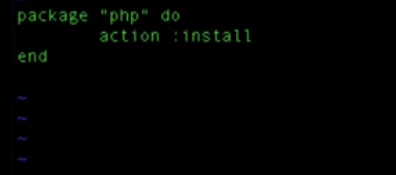 package "php" do
        action :install
end

~
~
~
~